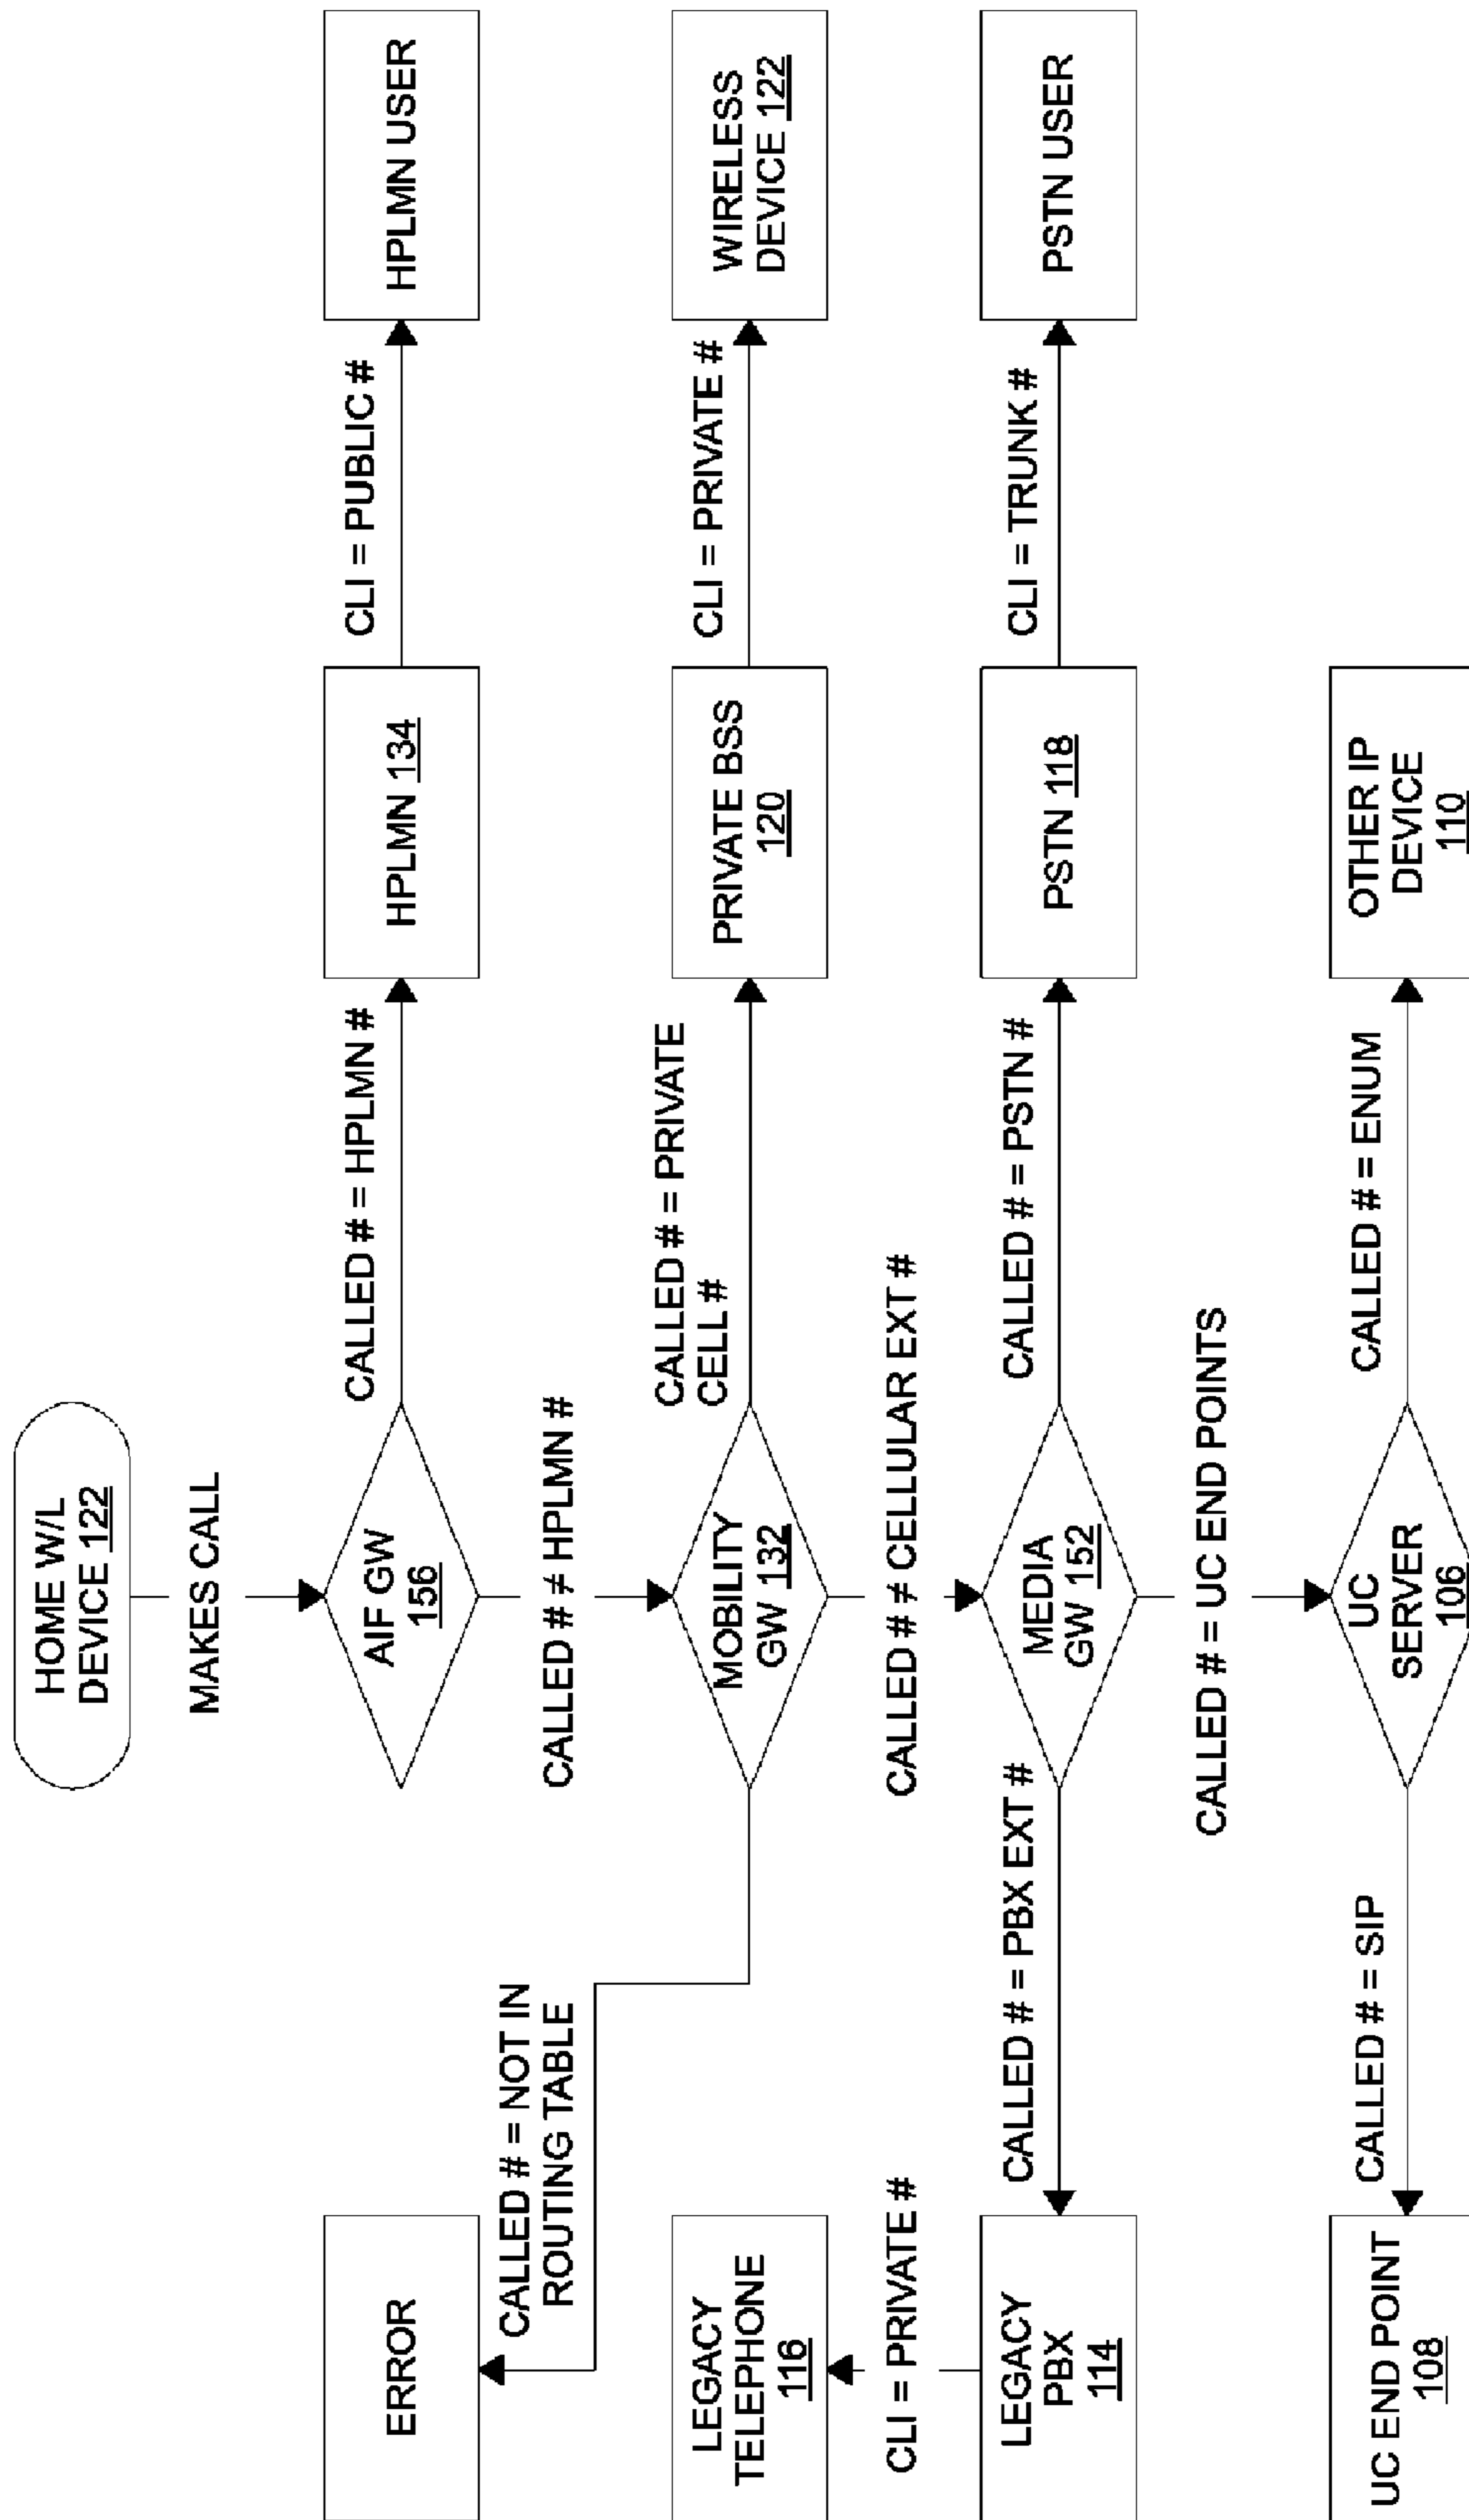 HOME W/L
DEVICE 122
MAKES CALL
AIF GW
156
CALLED # = HPLMN #
HPLMN 134
CLI = PUBLIC #
HPLMN USER
CALLED # ≠ HPLMN #
ERROR
CALLED # = NOT IN
ROUTING TABLE
MOBILITY
GW 132
CALLED # = PRIVATE
CELL #
PRIVATE BSS
120
CLI = PRIVATE #
WIRELESS
DEVICE 122
CALLED # ≠ CELLULAR EXT #
LEGACY
TELEPHONE
116
CLI = PRIVATE #
LEGACY
PBX
114
CALLED # = PBX EXT #
MEDIA
GW 152
CALLED # = PSTN #
PSTN 118
CLI = TRUNK #
PSTN USER
CALLED # = UC END POINTS
UC END POINT
108
CALLED # = SIP
UC
SERVER
106
CALLED # = ENUM
OTHER IP
DEVICE
110